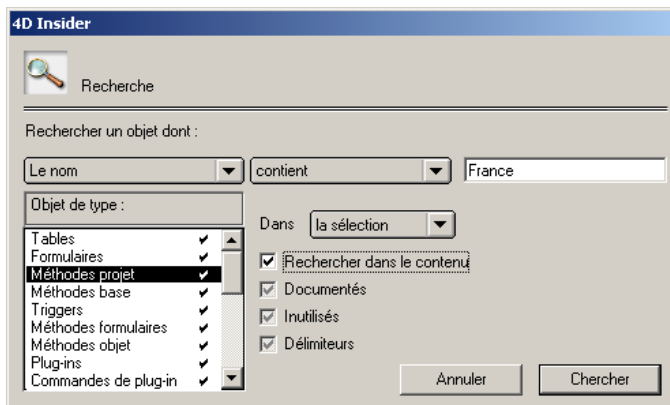 4D Insider
Recherche
Rechercher un objet dont :
Le nom contient France
Objet de type :
Dans la sélection
Tables
Formulaires
Méthodes projet
Méthodes base
Triggers
Méthodes formulaires
Méthodes objet
Plug-ins
Commandes de plug-in
Rechercher dans le contenu
Documentés
Inutilisés
Délimiteurs
Annuler Chercher